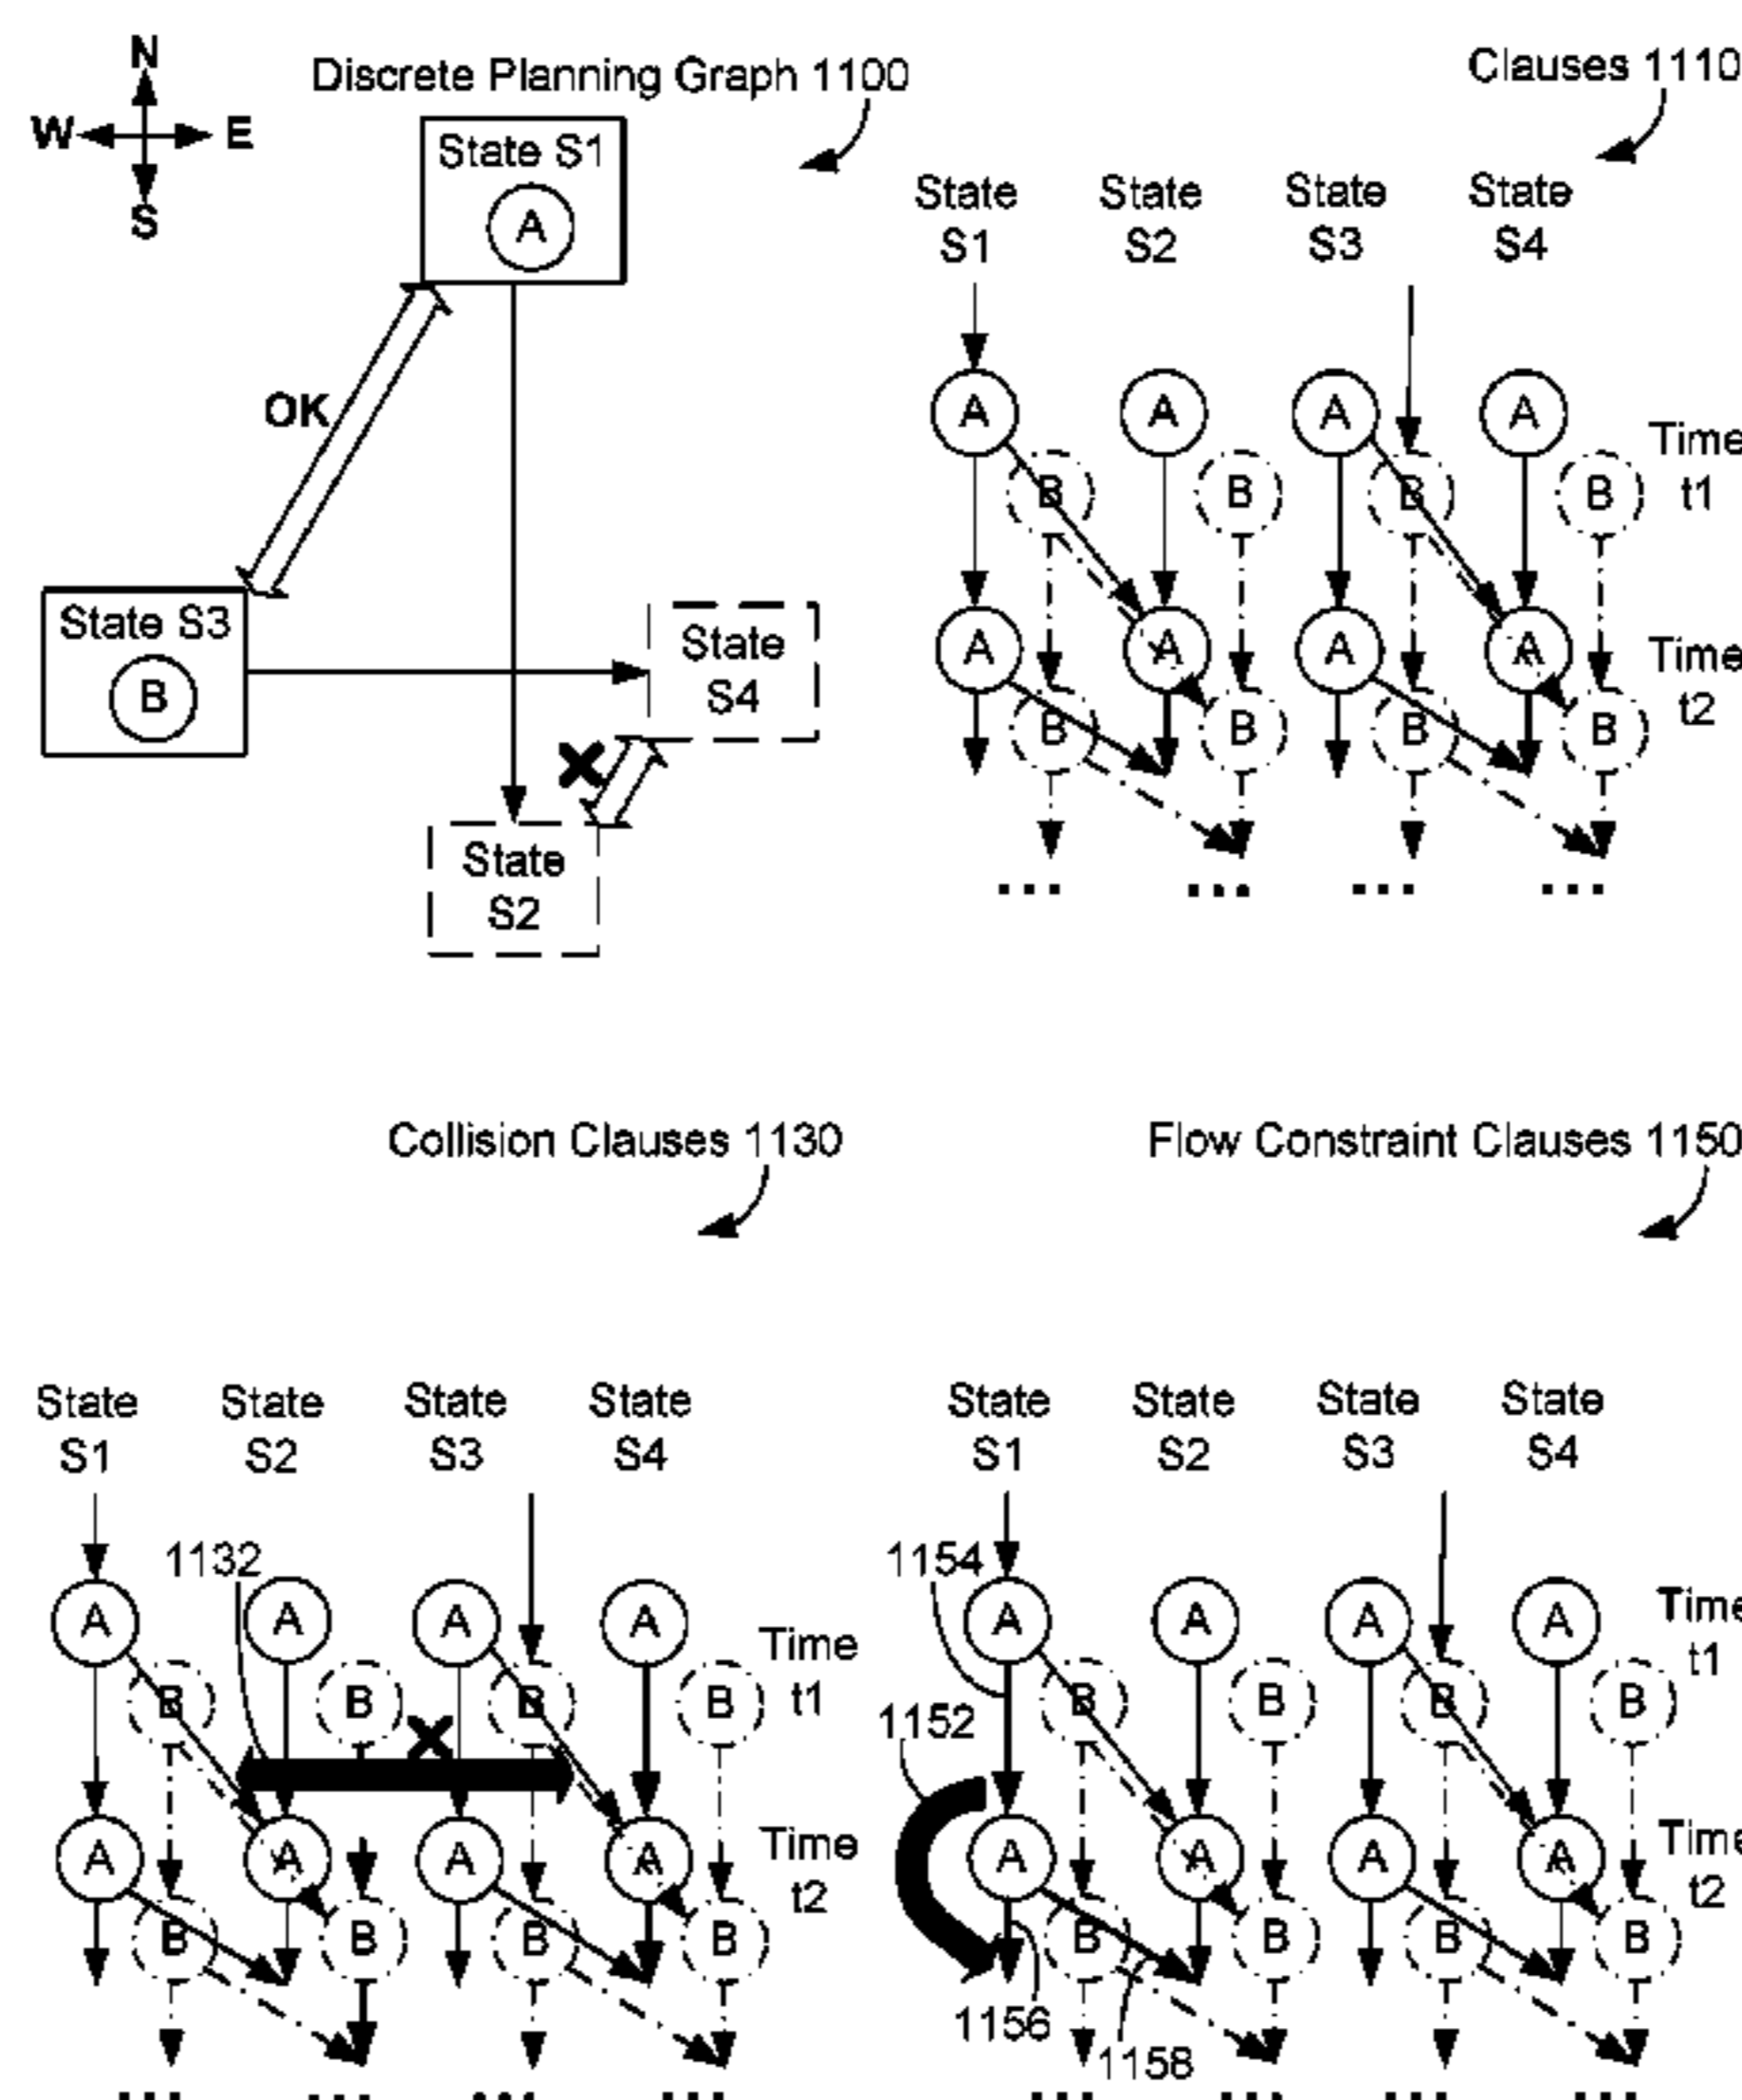 N
Discrete Planning Graph 1100
Clauses 1110
W E
S
State S1
A
OK
State S3
B
State
S4
State
S2
State State State State
S1 S2 S3 S4
A A A A
Time
t1
B B B B
A A A A
Time
t2
B B B B
... ... ... ...
Collision Clauses 1130
Flow Constraint Clauses 1150
State State State State
S1 S2 S3 S4
1132
A A A A
Time
t1
B B B B
A A A A
Time
t2
B B B B
... ... ... ...
State State State State
S1 S2 S3 S4
1154
A A A A
Time
t1
B B B B
1152
A A A A
Time
t2
B B B B
1156
1158
... ... ... ...